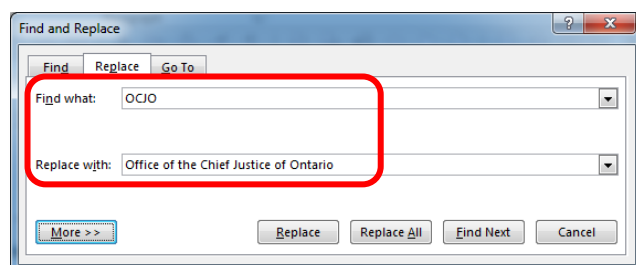 Find and Replace
Find Replace Go To
Find what: OCJO
Replace with: Office of the Chief Justice of Ontario
More >> Replace Replace All Find Next Cancel